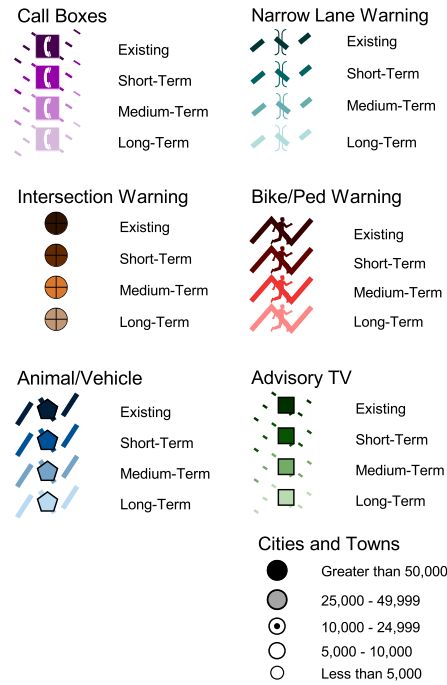 Call Boxes
Existing
Short-Term
Medium-Term
Long-Term
Narrow Lane Warning
Existing
Short-Term
Medium-Term
Long-Term
Intersection Warning
Existing
Short-Term
Medium-Term
Long-Term
Bike/Ped Warning
Existing
Short-Term
Medium-Term
Long-Term
Animal/Vehicle
Existing
Short-Term
Medium-Term
Long-Term
Advisory TV
Existing
Short-Term
Medium-Term
Long-Term
Cities and Towns
Greater than 50,000
25,000 - 49,999
10,000 - 24,999
5,000 - 10,000
Less than 5,000